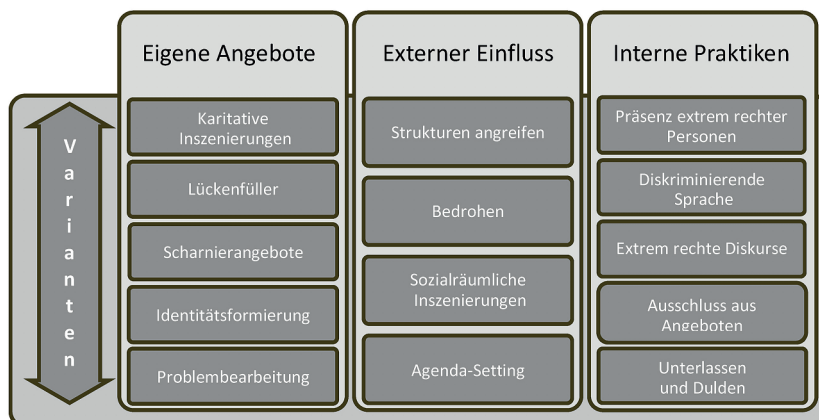 Eigene Angebote
Karitative
Inszenierungen
Lückenfüller
Scharnierangebote
Identitätsformierung
Problembearbeitung
Externer Einfluss
Strukturen angreifen
Bedrohen
Sozialräumliche
Inszenierungen
Agenda-Setting
Interne Praktiken
Präsenz extrem rechter
Personen
Diskriminierende
Sprache
Extrem rechte Diskurse
Ausschluss aus
Angeboten
Unterlassen
und Dulden
Varianten